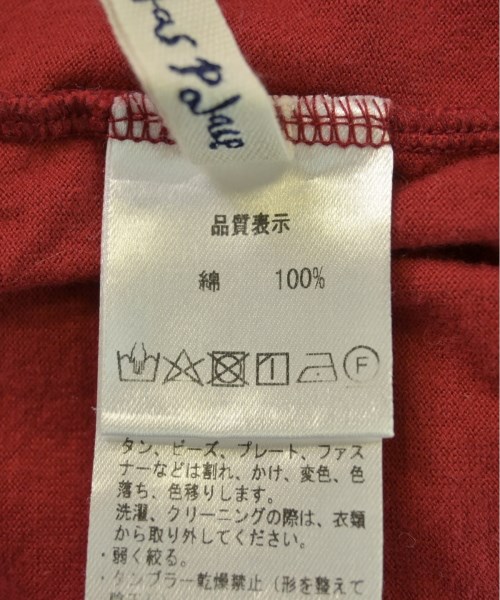 Palace
品質表示
綿 100%
F
タン、ビーズ、プレート、ファス
ナーなどは割れ、かけ、変色、色
落ち、色移りします。
洗濯、クリーニングの際は、衣類
から取り外してください。
・弱く絞る。
・タンブラー乾燥禁止（形を整えて